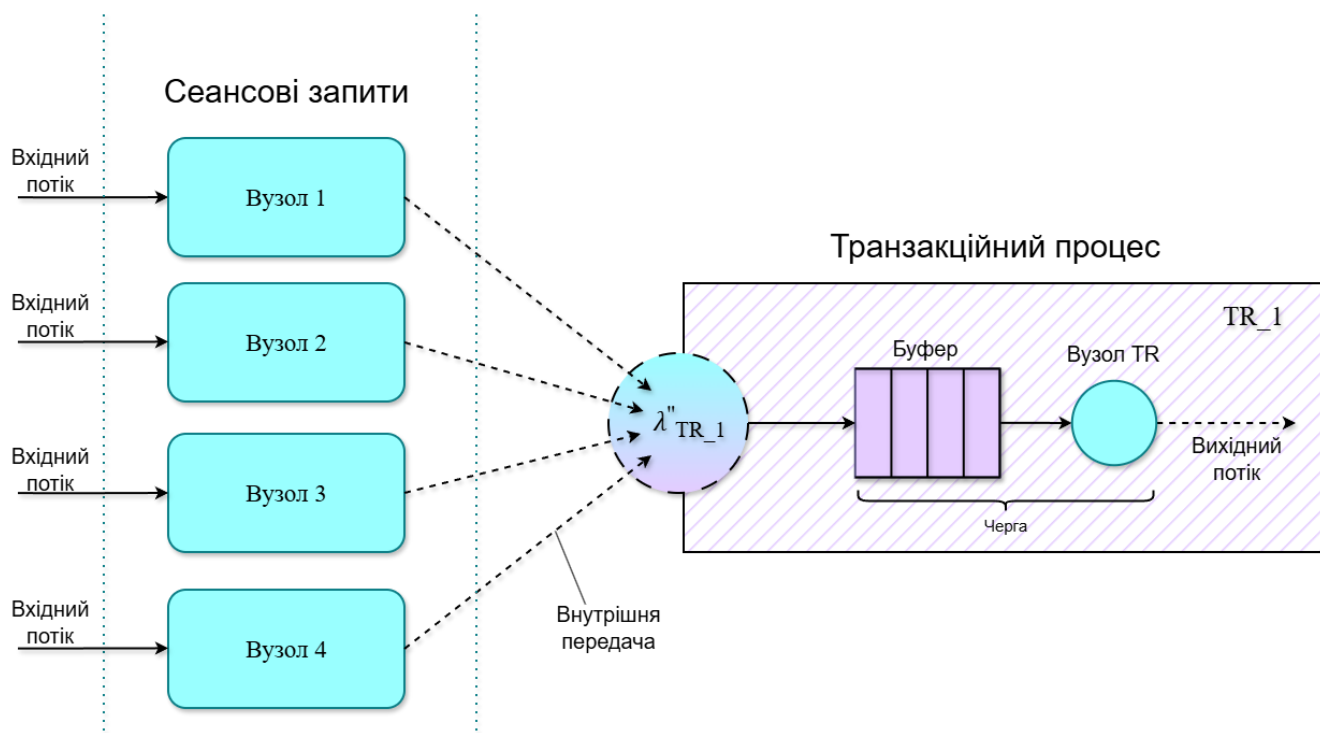 Сеансові запити
Вхідний
потік
Вузол 1
Вхідний
потік
Вузол 2
Вхідний
потік
Вузол 3
Вхідний
потік
Вузол 4
Внутрішня
передача
λ"TR_1
Транзакційний процес
TR_1
Буфер
Вузол TR
Вихідний
потік
Черга